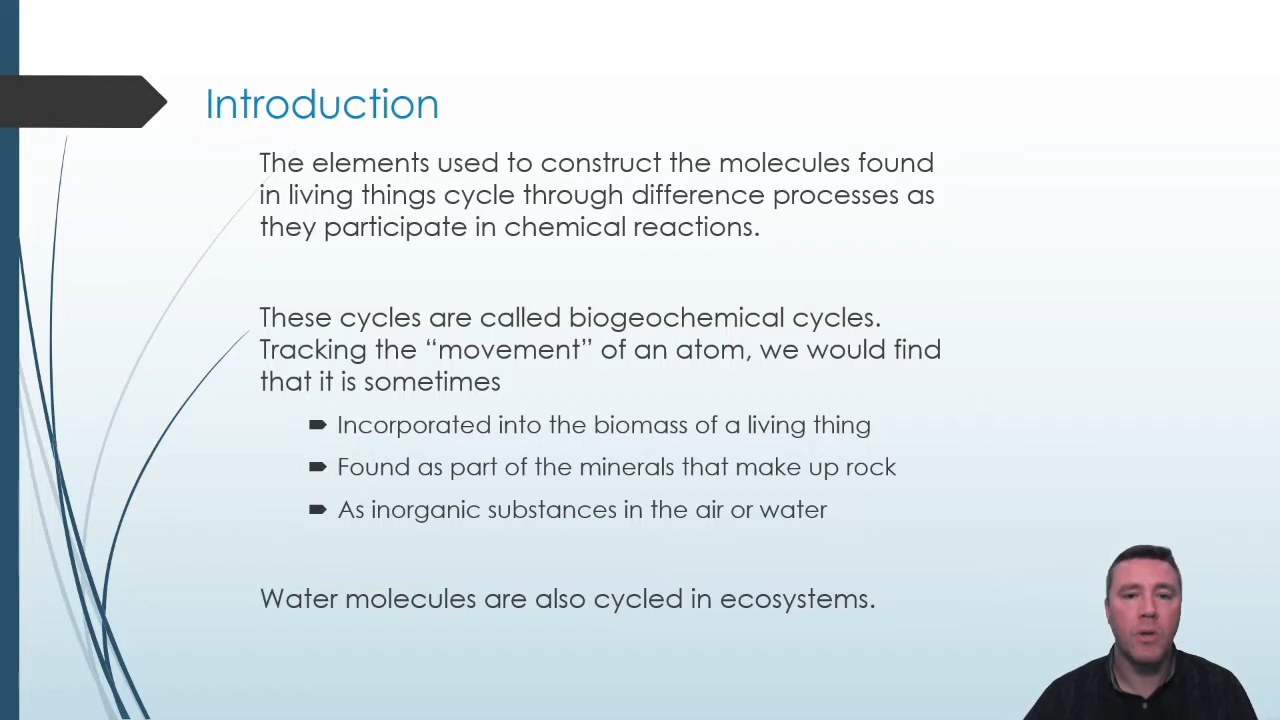 Introduction
The elements used to construct the molecules found
in living things cycle through difference processes as
they participate in chemical reactions.
These cycles are called biogeochemical cycles.
Tracking the “movement” of an atom, we would find
that it is sometimes
Incorporated into the biomass of a living thing
Found as part of the minerals that make up rock
As inorganic substances in the air or water
Water molecules are also cycled in ecosystems.